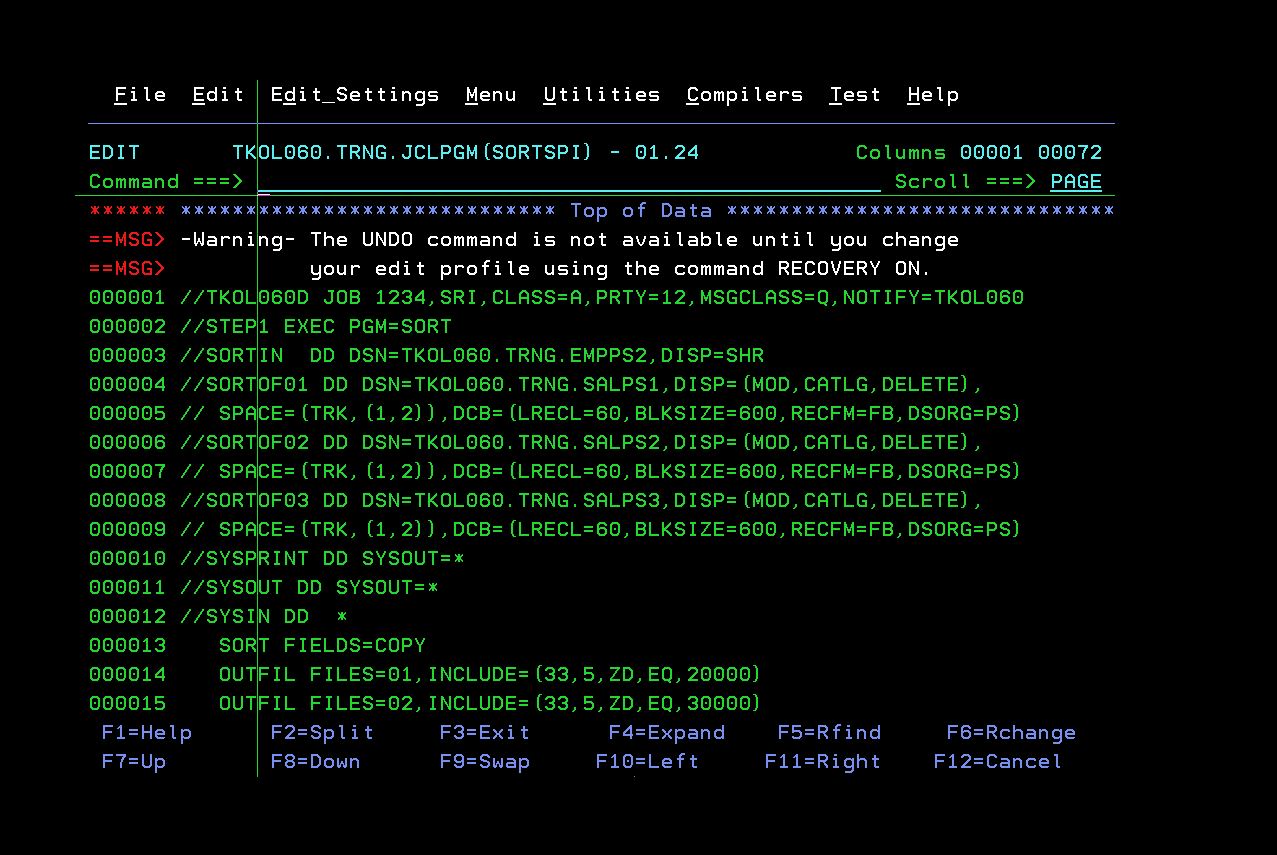 File  Edit  Edit_Settings  Menu  Utilities  Compilers  Test  Help
EDIT       TKOL060.TRNG.JCLPGM(SORTSPI) - 01.24            Columns 00001 00072
Command ===>                                                  Scroll ===> PAGE
****** ***************************** Top of Data ******************************
==MSG> -Warning- The UNDO command is not available until you change
==MSG>           your edit profile using the command RECOVERY ON.
000001 //TKOL060D JOB 1234,SRI,CLASS=A,PRTY=12,MSGCLASS=Q,NOTIFY=TKOL060
000002 //STEP1 EXEC PGM=SORT
000003 //SORTIN  DD DSN=TKOL060.TRNG.EMPPS2,DISP=SHR
000004 //SORTOF01 DD DSN=TKOL060.TRNG.SALPS1,DISP=(MOD,CATLG,DELETE),
000005 // SPACE=(TRK,(1,2)),DCB=(LRECL=60,BLKSIZE=600,RECFM=FB,DSORG=PS)
000006 //SORTOF02 DD DSN=TKOL060.TRNG.SALPS2,DISP=(MOD,CATLG,DELETE),
000007 // SPACE=(TRK,(1,2)),DCB=(LRECL=60,BLKSIZE=600,RECFM=FB,DSORG=PS)
000008 //SORTOF03 DD DSN=TKOL060.TRNG.SALPS3,DISP=(MOD,CATLG,DELETE),
000009 // SPACE=(TRK,(1,2)),DCB=(LRECL=60,BLKSIZE=600,RECFM=FB,DSORG=PS)
000010 //SYSPRINT DD SYSOUT=*
000011 //SYSOUT DD SYSOUT=*
000012 //SYSIN DD  *
000013    SORT FIELDS=COPY
000014    OUTFIL FILES=01,INCLUDE=(33,5,ZD,EQ,20000)
000015    OUTFIL FILES=02,INCLUDE=(33,5,ZD,EQ,30000)
F1=Help      F2=Split     F3=Exit      F4=Expand    F5=Rfind     F6=Rchange
F7=Up        F8=Down      F9=Swap     F10=Left     F11=Right    F12=Cancel